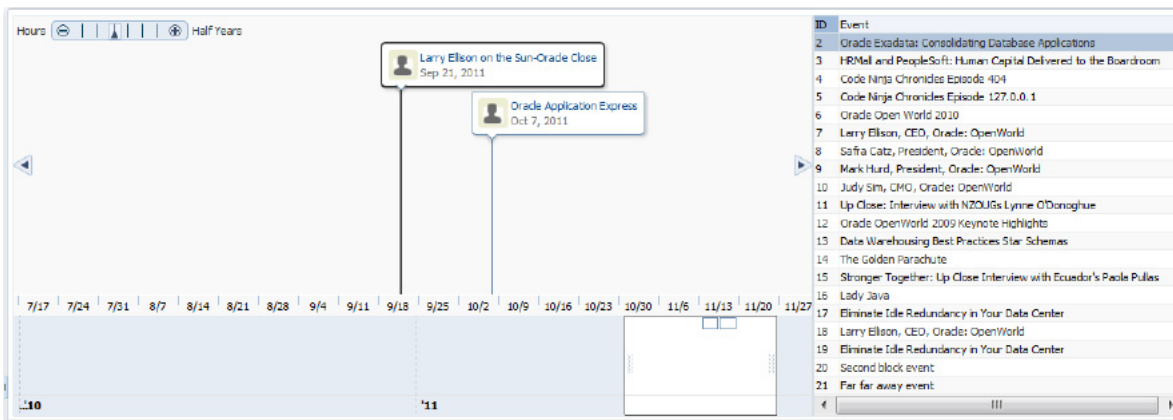 Hours Half Years
Larry Ellison on the Sun-Oracle Close
Sep 21, 2011
Oracle Application Express
Oct 7, 2011
7/17 7/24 7/31 8/7 8/14 8/21 8/28 9/4 9/11 9/18 9/25 10/2 10/9 10/16 10/23 10/30 11/6 11/13 11/20 11/27
...'10 '11
ID Event
2 Oracle Exadata: Consolidating Database Applications
3 HRMall and PeopleSoft: Human Capital Delivered to the Boardroom
4 Code Ninja Chronicles Episode 404
5 Code Ninja Chronicles Episode 127.0.0.1
6 Oracle Open World 2010
7 Larry Ellison, CEO, Oracle: OpenWorld
8 Safra Catz, President, Oracle: OpenWorld
9 Mark Hurd, President, Oracle: OpenWorld
10 Judy Sim, CMO, Oracle: OpenWorld
11 Up Close: Interview with NZOUGs Lynne O'Donoghue
12 Oracle OpenWorld 2009 Keynote Highlights
13 Data Warehousing Best Practices Star Schemas
14 The Golden Parachute
15 Stronger Together: Up Close Interview with Ecuador's Paola Pullas
16 Lady Java
17 Eliminate Idle Redundancy in Your Data Center
18 Larry Ellison, CEO, Oracle: OpenWorld
19 Eliminate Idle Redundancy in Your Data Center
20 Second block event
21 Far far away event